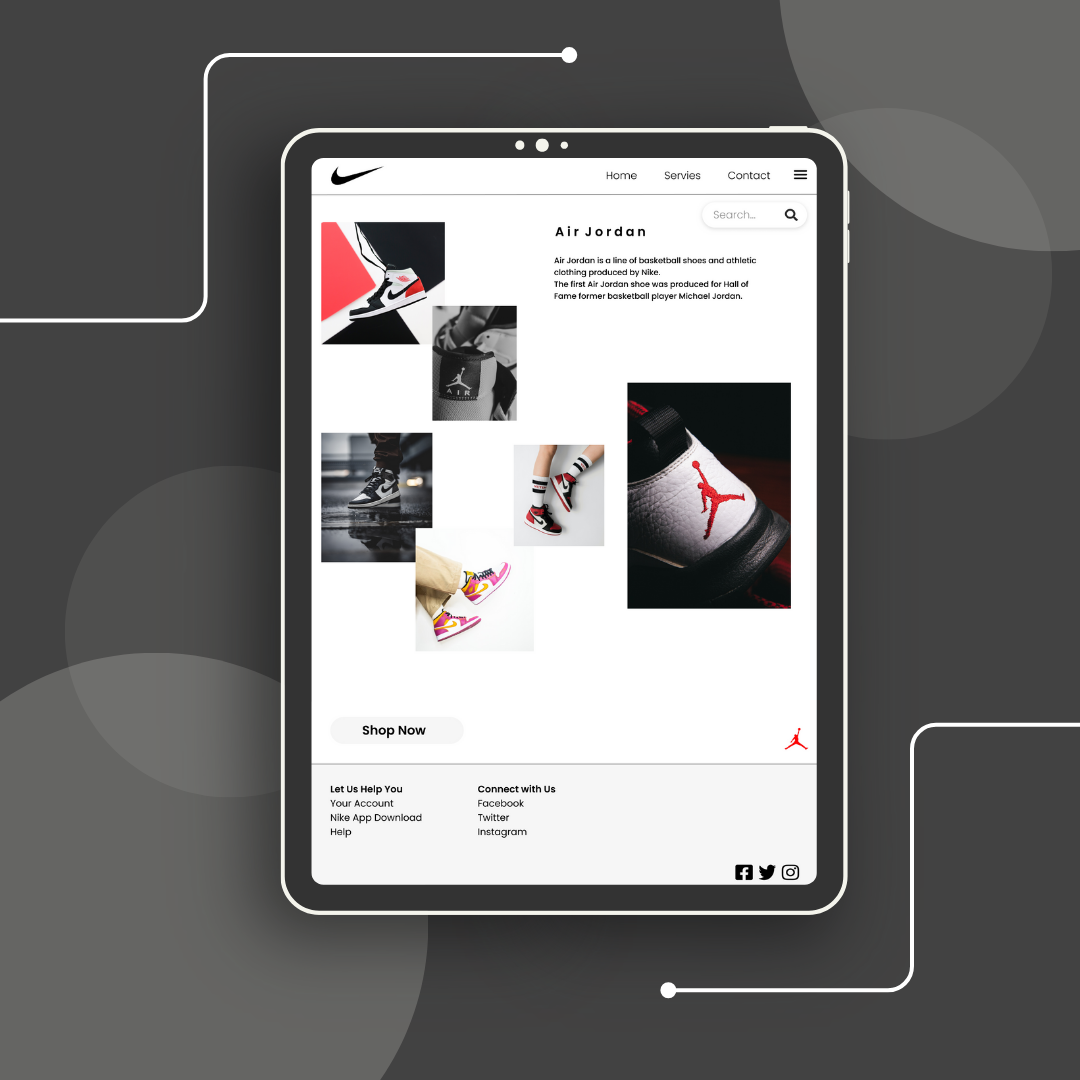 Home Servies Contact
Search...
Air Jordan
Air Jordan is a line of basketball shoes and athletic
clothing produced by Nike.
The first Air Jordan shoe was produced for Hall of
Fame former basketball player Michael Jordan.
AIR
Shop Now
Let Us Help You
Your Account
Nike App Download
Help
Connect with Us
Facebook
Twitter
Instagram